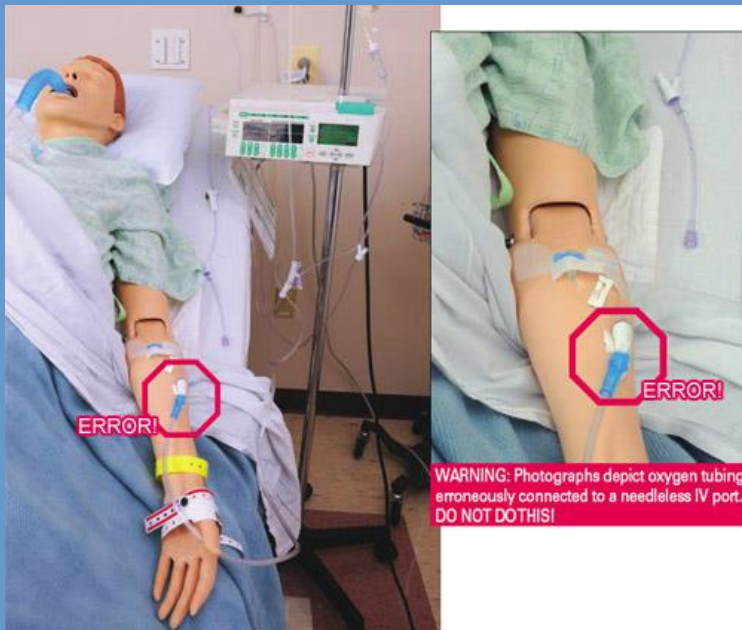 ERROR!
ERROR!
WARNING: Photographs depict oxygen tubing
erroneously connected to a needleless IV port.
DO NOT DOTHIS!